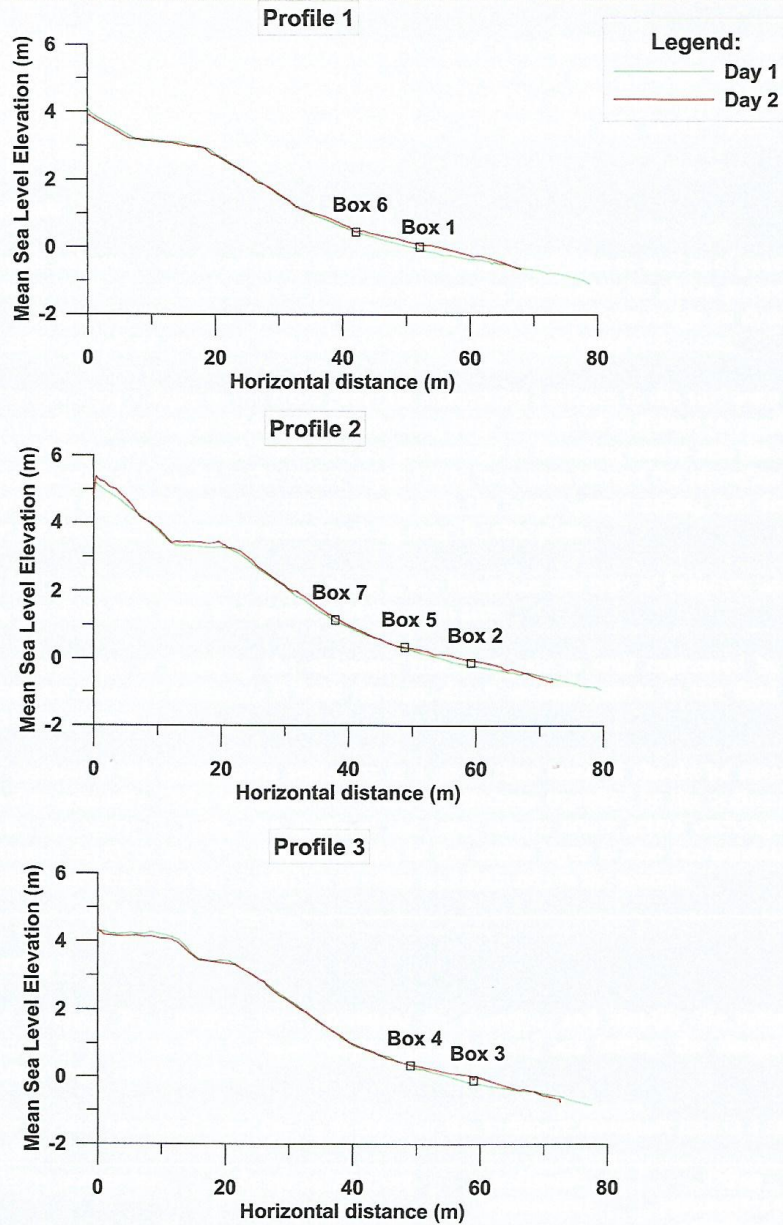 Profile 1
Legend:
Day 1
Day 2
Mean Sea Level Elevation (m)
6
4
2
0
-2
Box 6
Box 1
0 20 40 60 80
Horizontal distance (m)
Profile 2
Mean Sea Level Elevation (m)
6
4
2
0
-2
Box 7
Box 5
Box 2
0 20 40 60 80
Horizontal distance (m)
Profile 3
Mean Sea Level Elevation (m)
6
4
2
0
-2
Box 4
Box 3
0 20 40 60 80
Horizontal distance (m)